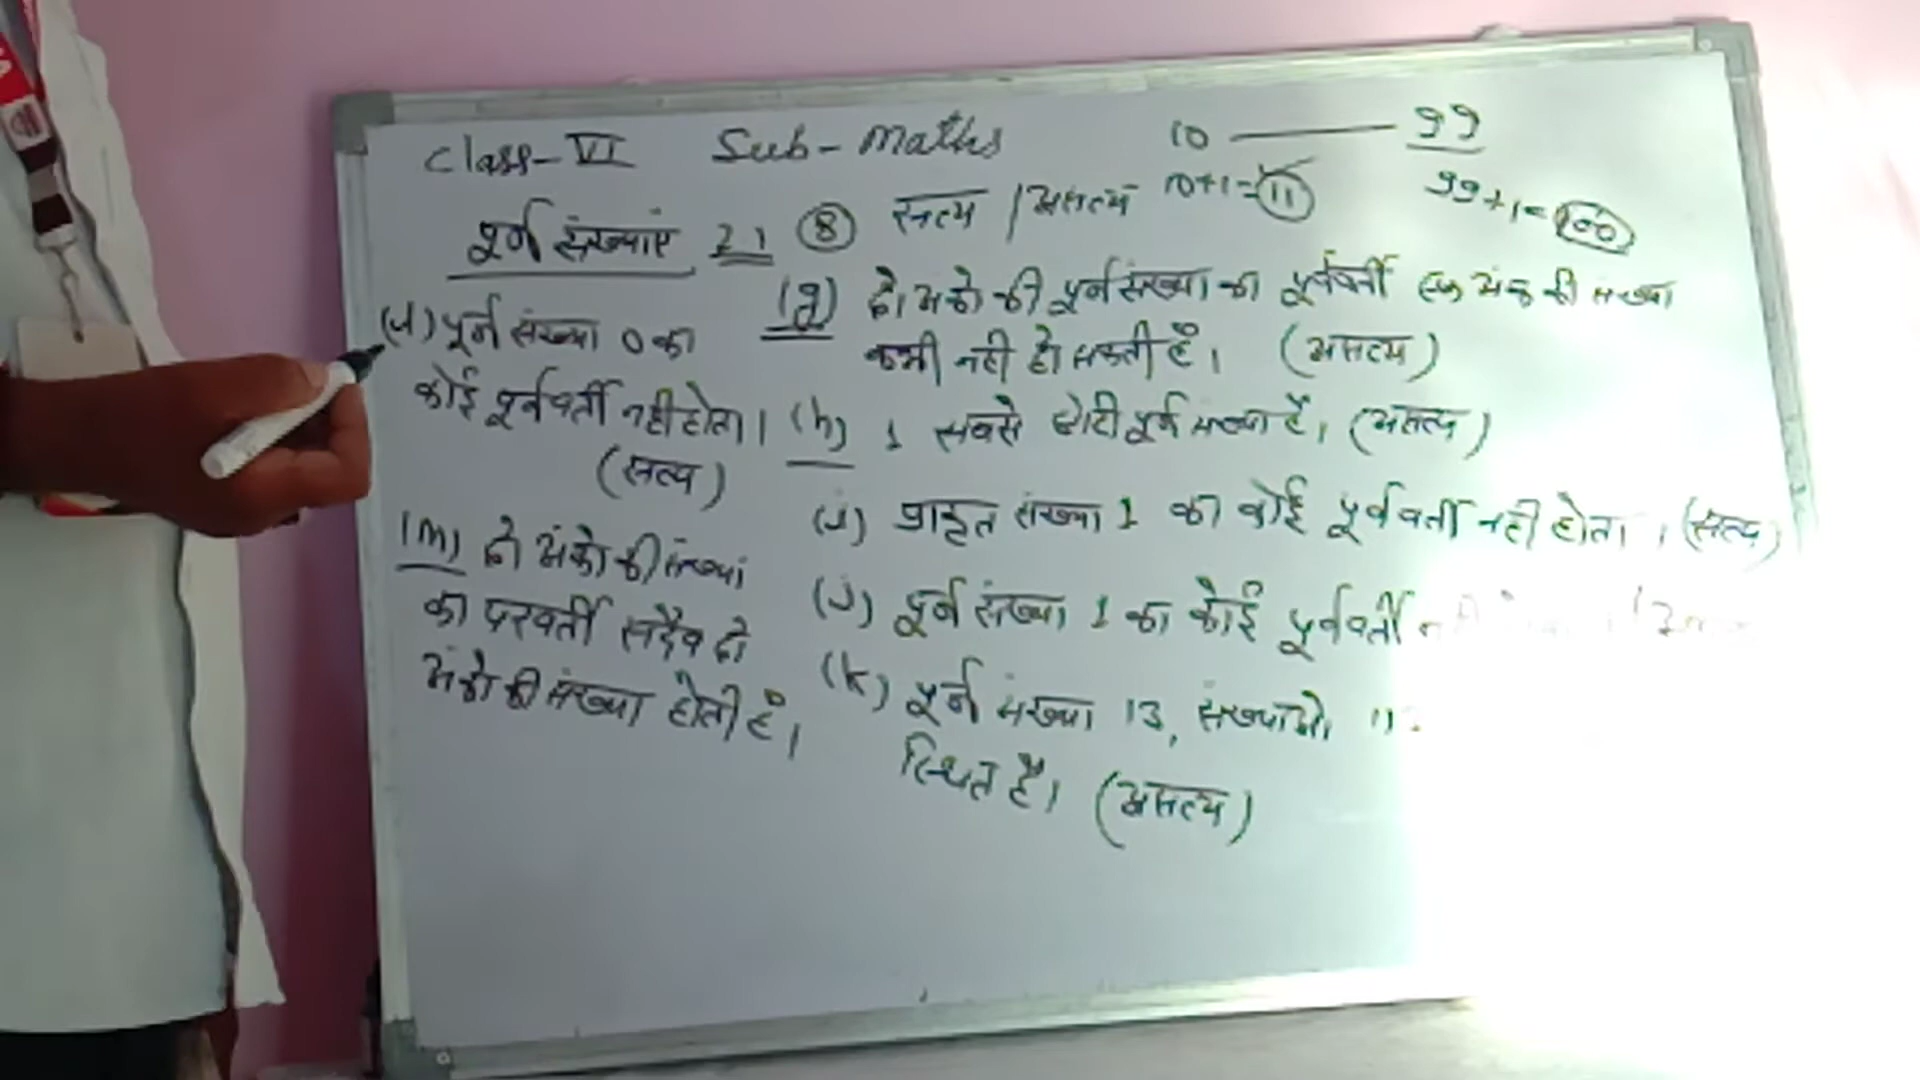 Class-VI Sub-Maths
10 — 99
10+1=11 99+1=100
पूर्ण संख्याएं 2.1 (8) सत्य / असत्य
(g) दो अंको की पूर्ण संख्या का पूर्ववर्ती एक अंक की संख्या
कभी नही हो सकती है। (असत्य)
(h) 1 सबसे छोटी पूर्ण संख्या है। (असत्य)
(i) प्राकृत संख्या 1 का कोई पूर्ववर्ती नही होता। (सत्य)
(j) पूर्ण संख्या 1 का कोई पूर्ववर्ती
(k) पूर्ण संख्या 13, संख्याओ 11
स्थित है। (असत्य)
(l) पूर्ण संख्या 0 का
कोई पूर्ववर्ती नही होता।
(सत्य)
(m) दो अंको की संख्या
का परवर्ती सदैव दो
अंको की संख्या होती है।